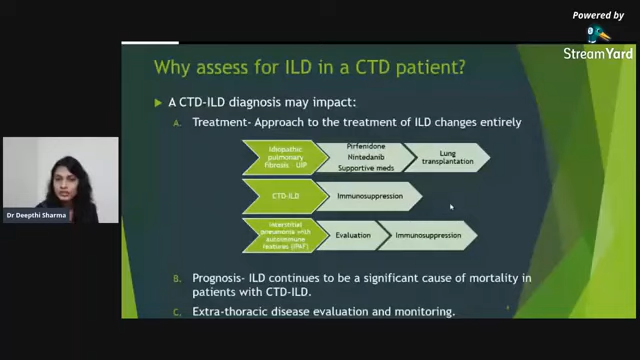 Powered by
StreamYard
Why assess for ILD in a CTD patient?
A CTD-ILD diagnosis may impact:
A. Treatment- Approach to the treatment of ILD changes entirely
Idiopathic
pulmonary
Fibrosis UIP
Pirfenidone
Nintedanib
Supportive meds
Lung
transplantation
CTD-ILD
Immunosuppression
Interstitial
pneumonia with
autoimmune
features (IPAF)
Evaluation
Immunosuppression
B. Prognosis- ILD continues to be a significant cause of mortality in
patients with CTD-ILD.
C. Extra-thoracic disease evaluation and monitoring.
Dr Deepthi Sharma